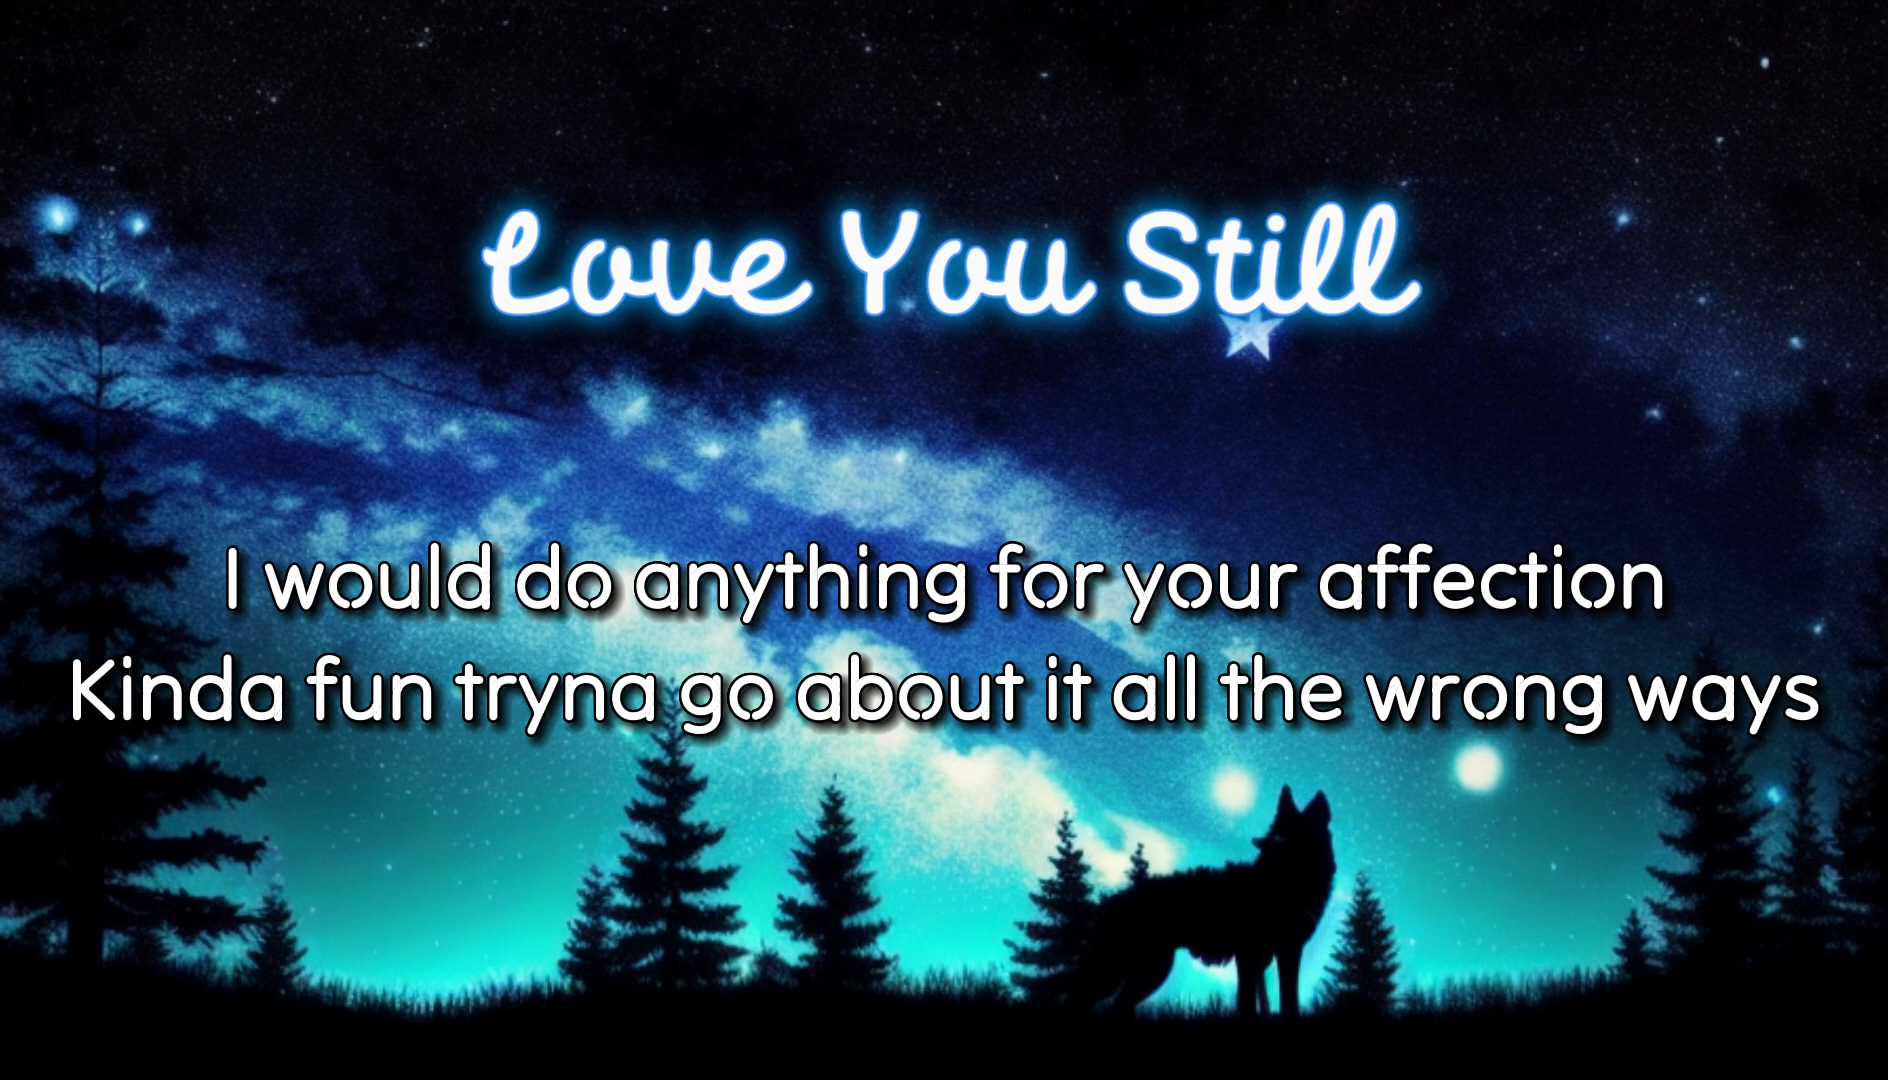 Love You Still
I would do anything for your affection
Kinda fun tryna go about it all the wrong ways